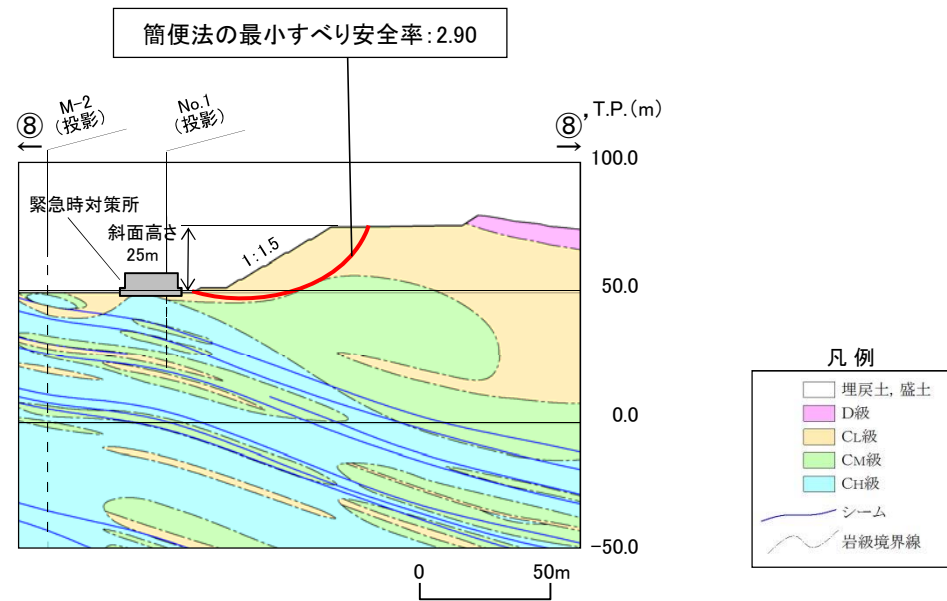 簡便法の最小すべり安全率：2.90
M-2
(投影)
No.1
(投影)
⑧
⑧’
T.P.(m)
←
→
100.0
緊急時対策所
斜面高さ
25m
1：1.5
50.0
0.0
-50.0
0
50m
凡 例
埋戻土，盛土
D級
CL級
CM級
CH級
シーム
岩級境界線